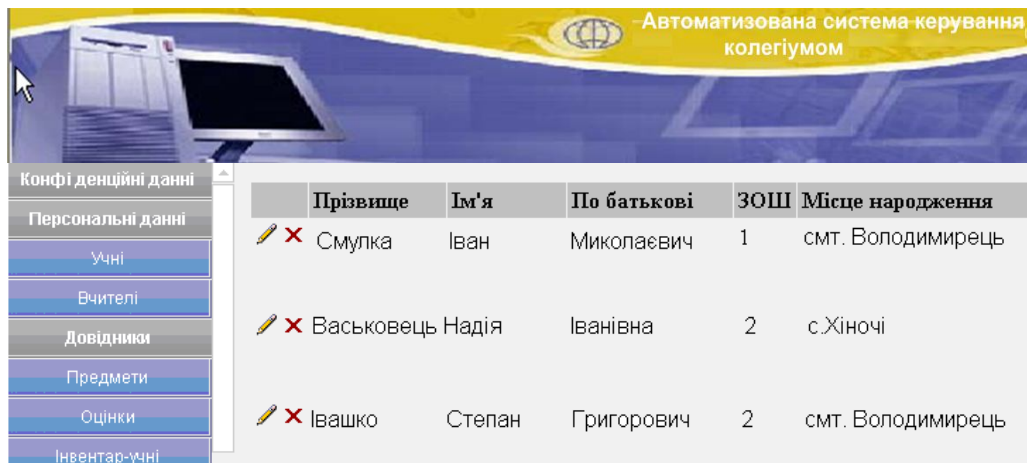 Автоматизована система керування
колегіумом
Конфі денційні данні
Персональні данні
Учні
Вчителі
Довідники
Предмети
Оцінки
Інвентар-учні
Прізвище Ім'я По батькові ЗОШ Місце народження
Смулка Іван Миколаєвич 1 смт. Володимирець
Васьковець Надія Іванівна 2 с.Хіночі
Івашко Степан Григорович 2 смт. Володимирець